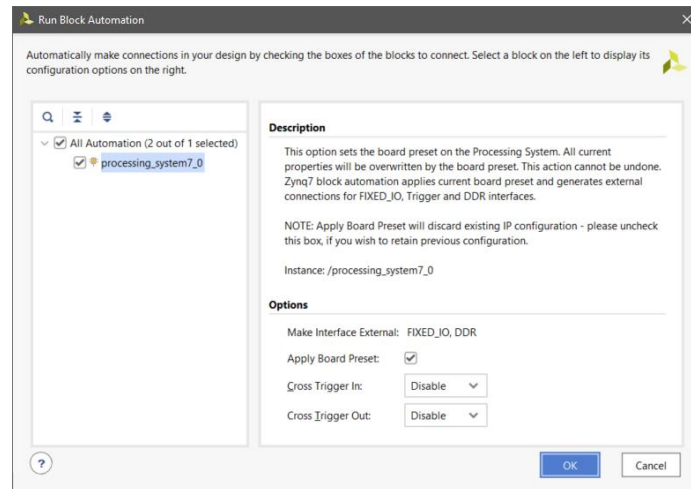 Run Block Automation
Automatically make connections in your design by checking the boxes of the blocks to connect. Select a block on the left to display its
configuration options on the right.
All Automation (2 out of 1 selected)
processing_system7_0
Description
This option sets the board preset on the Processing System. All current
properties will be overwritten by the board preset. This action cannot be undone.
Zynq7 block automation applies current board preset and generates external
connections for FIXED_IO, Trigger and DDR interfaces.
NOTE: Apply Board Preset will discard existing IP configuration - please uncheck
this box, if you wish to retain previous configuration.
Instance: /processing_system7_0
Options
Make Interface External: FIXED_IO, DDR
Apply Board Preset:
Cross Trigger In: Disable
Cross Trigger Out: Disable
?
OK Cancel